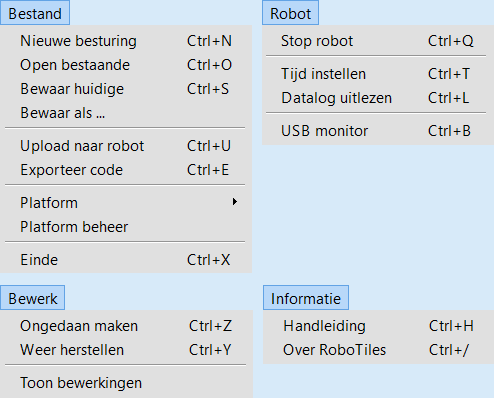 Bestand
Nieuwe besturing Ctrl+N
Open bestaande Ctrl+O
Bewaar huidige Ctrl+S
Bewaar als ...
Upload naar robot Ctrl+U
Exporteer code Ctrl+E
Platform
Platform beheer
Einde Ctrl+X
Robot
Stop robot Ctrl+Q
Tijd instellen Ctrl+T
Datalog uitlezen Ctrl+L
USB monitor Ctrl+B
Bewerk
Ongedaan maken Ctrl+Z
Weer herstellen Ctrl+Y
Toon bewerkingen
Informatie
Handleiding Ctrl+H
Over RoboTiles Ctrl+/